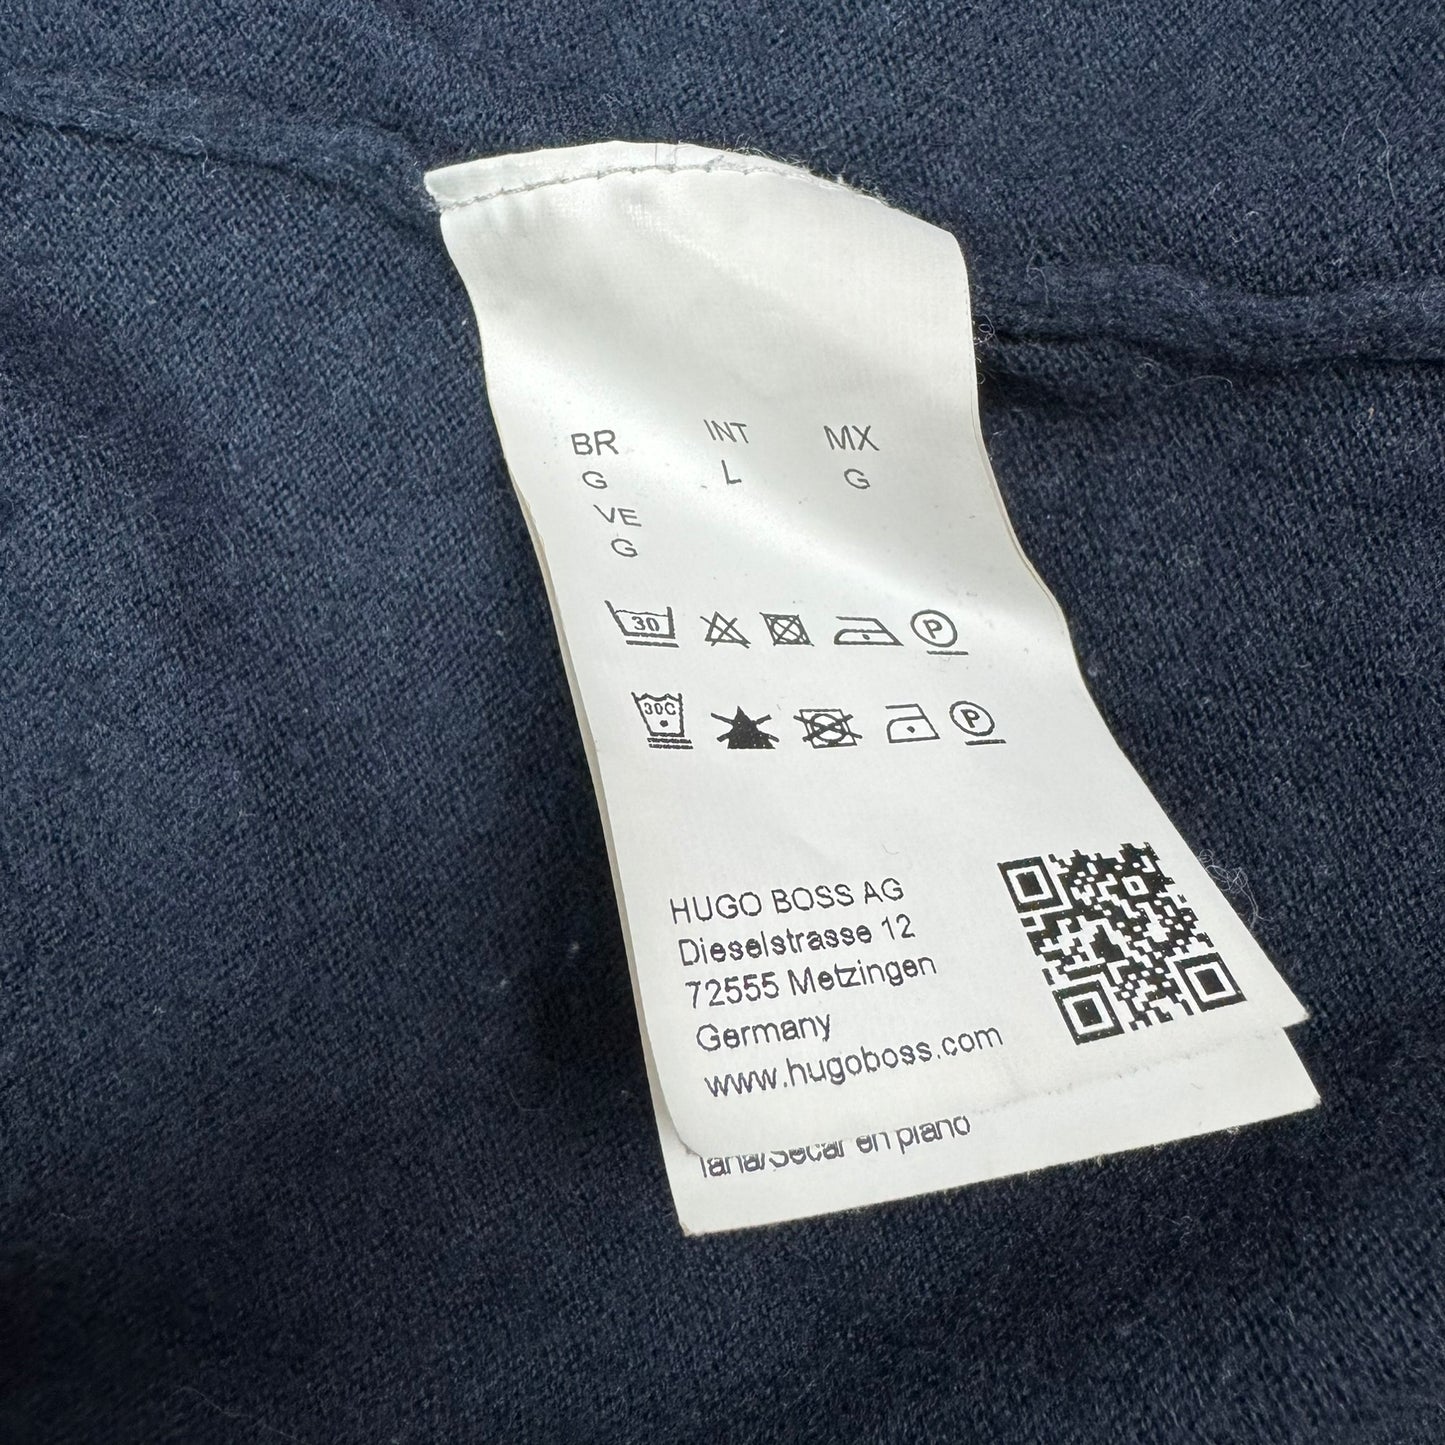 BR INT MX
G L G
VE
G
30 P
30C P
HUGO BOSS AG
Dieselstrasse 12
72555 Metzingen
Germany
www.hugoboss.com
lana/Secar en plano